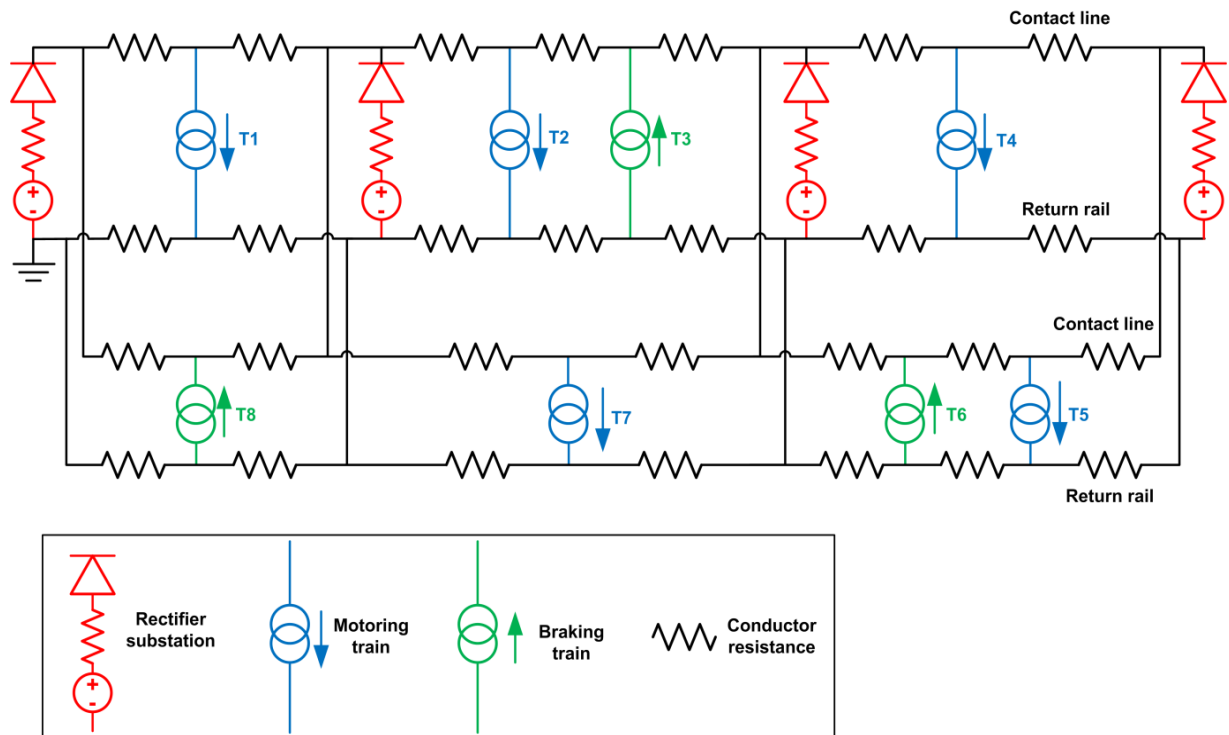 Contact line
+
-
T1
+
-
T2
T3
+
-
T4
+
-
Return rail
Contact line
T8
T7
T6
T5
Return rail
Rectifier
substation
+
-
Motoring
train
Braking
train
Conductor
resistance